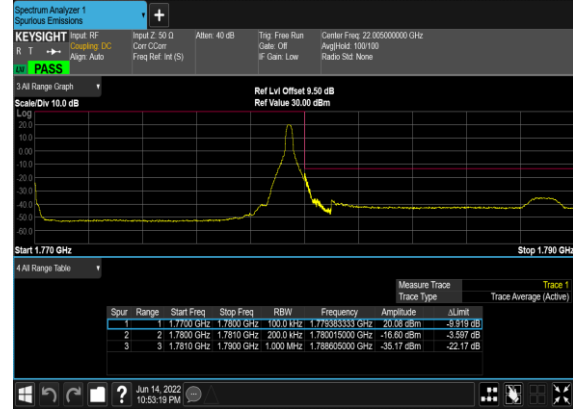 Spectrum Analyzer 1
Spurious Emissions
KEYSIGHT Input: RF Input Z: 50 Ω Atten: 40 dB Trig: Free Run Center Freq: 22.005000000 GHz
R T Coupling: DC Corr CCorr Gate: Off Avg|Hold: 100/100
Align: Auto Freq Ref: Int (S) IF Gain: Low Radio Std: None
PASS
3 All Range Graph Ref Lvl Offset 9.50 dB
Scale/Div 10.0 dB Ref Value 30.00 dBm
Log
20.0
10.0
0.00
-10.0
-20.0
-30.0
-40.0
-50.0
-60.0
Start 1.770 GHz Stop 1.790 GHz
4 All Range Table
Measure Trace Trace 1
Trace Type Trace Average (Active)
Spur Range Start Freq Stop Freq RBW Frequency Amplitude ΔLimit
1 1 1.7700 GHz 1.7800 GHz 100.0 kHz 1.779383333 GHz 20.08 dBm -9.919 dB
2 2 1.7800 GHz 1.7810 GHz 200.0 kHz 1.780015000 GHz -16.60 dBm -3.597 dB
3 3 1.7810 GHz 1.7900 GHz 1.000 MHz 1.788605000 GHz -35.17 dBm -22.17 dB
? Jun 14, 2022
10:53:19 PM